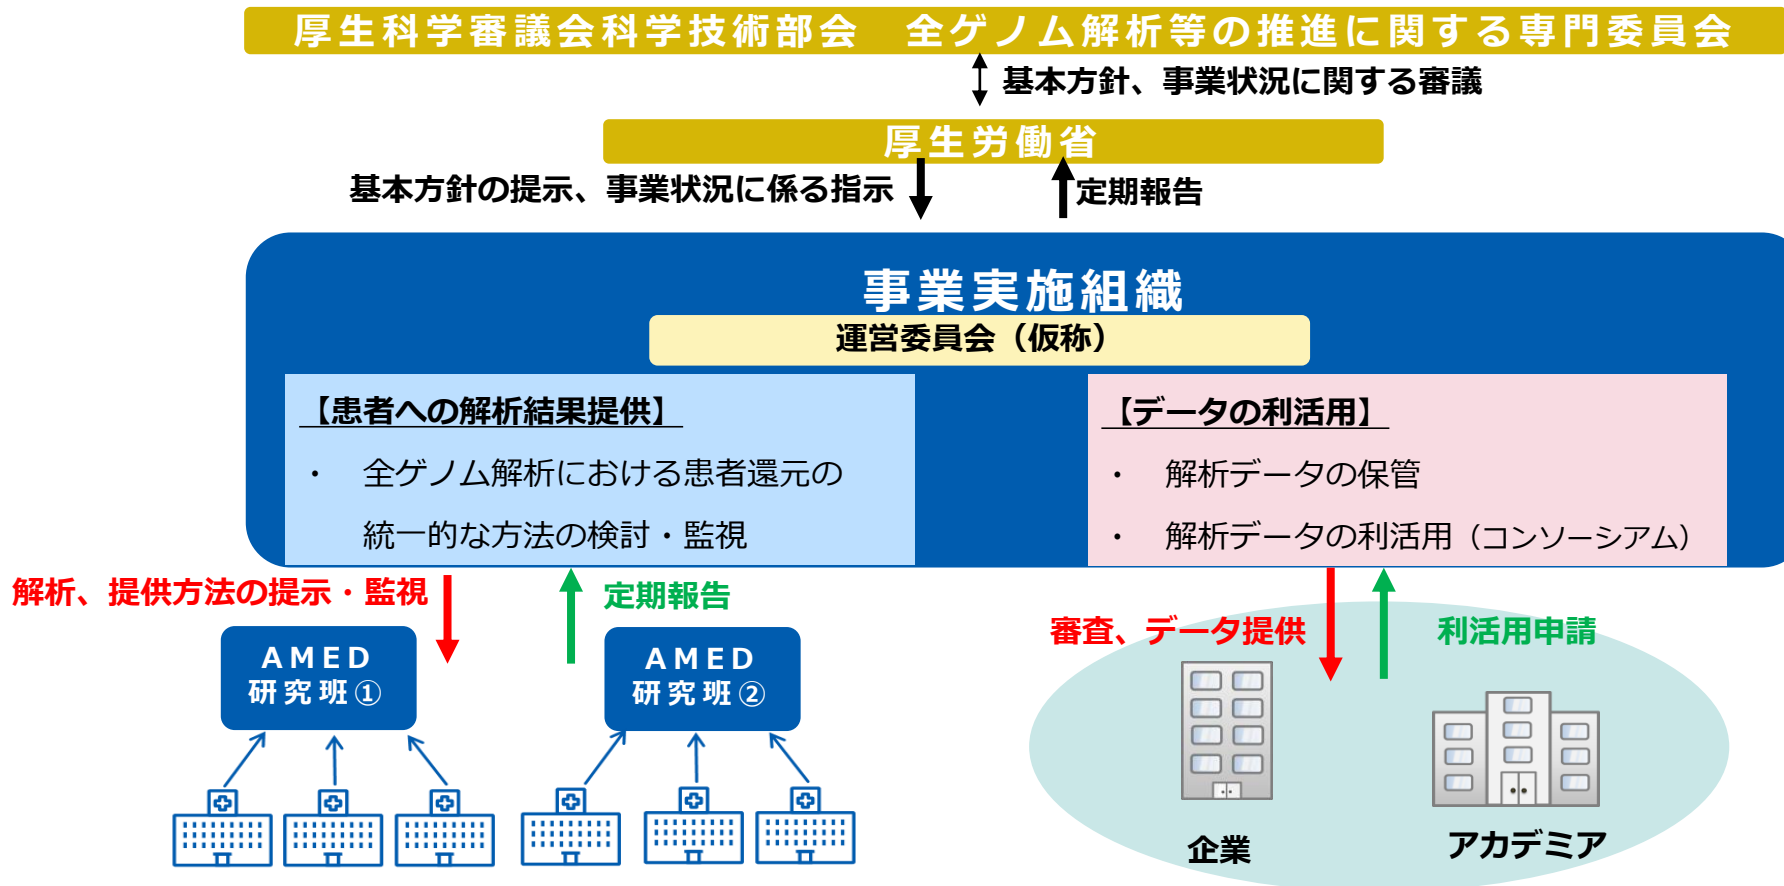 厚生科学審議会科学技術部会　全ゲノム解析等の推進に関する専門委員会
基本方針、事業状況に関する審議
厚生労働省
基本方針の提示、事業状況に係る指示
定期報告
事業実施組織
運営委員会（仮称）
【患者への解析結果提供】
・　全ゲノム解析における患者還元の
統一的な方法の検討・監視
【データの利活用】
・　解析データの保管
・　解析データの利活用（コンソーシアム）
解析、提供方法の提示・監視
定期報告
審査、データ提供
利活用申請
AMED
研究班①
AMED
研究班②
企業
アカデミア